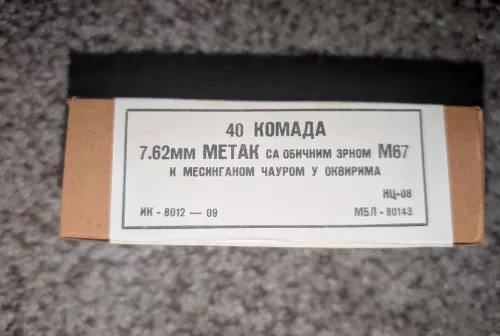 40 КОМАДА
7.62мм МЕТАК СА ОБИЧНИМ ЗРНОМ М67
И МЕСИНГАНОМ ЧАУРОМ У ОКВИРИМА
НЦ-08
ИК - 8012 — 09 МБЛ - 80143